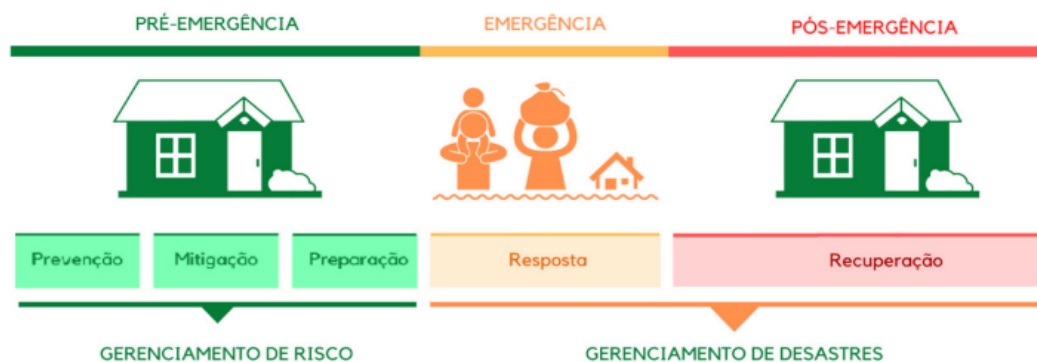 PRÉ-EMERGÊNCIA
EMERGÊNCIA
PÓS-EMERGÊNCIA
Prevenção
Mitigação
Preparação
Resposta
Recuperação
GERENCIAMENTO DE RISCO
GERENCIAMENTO DE DESASTRES